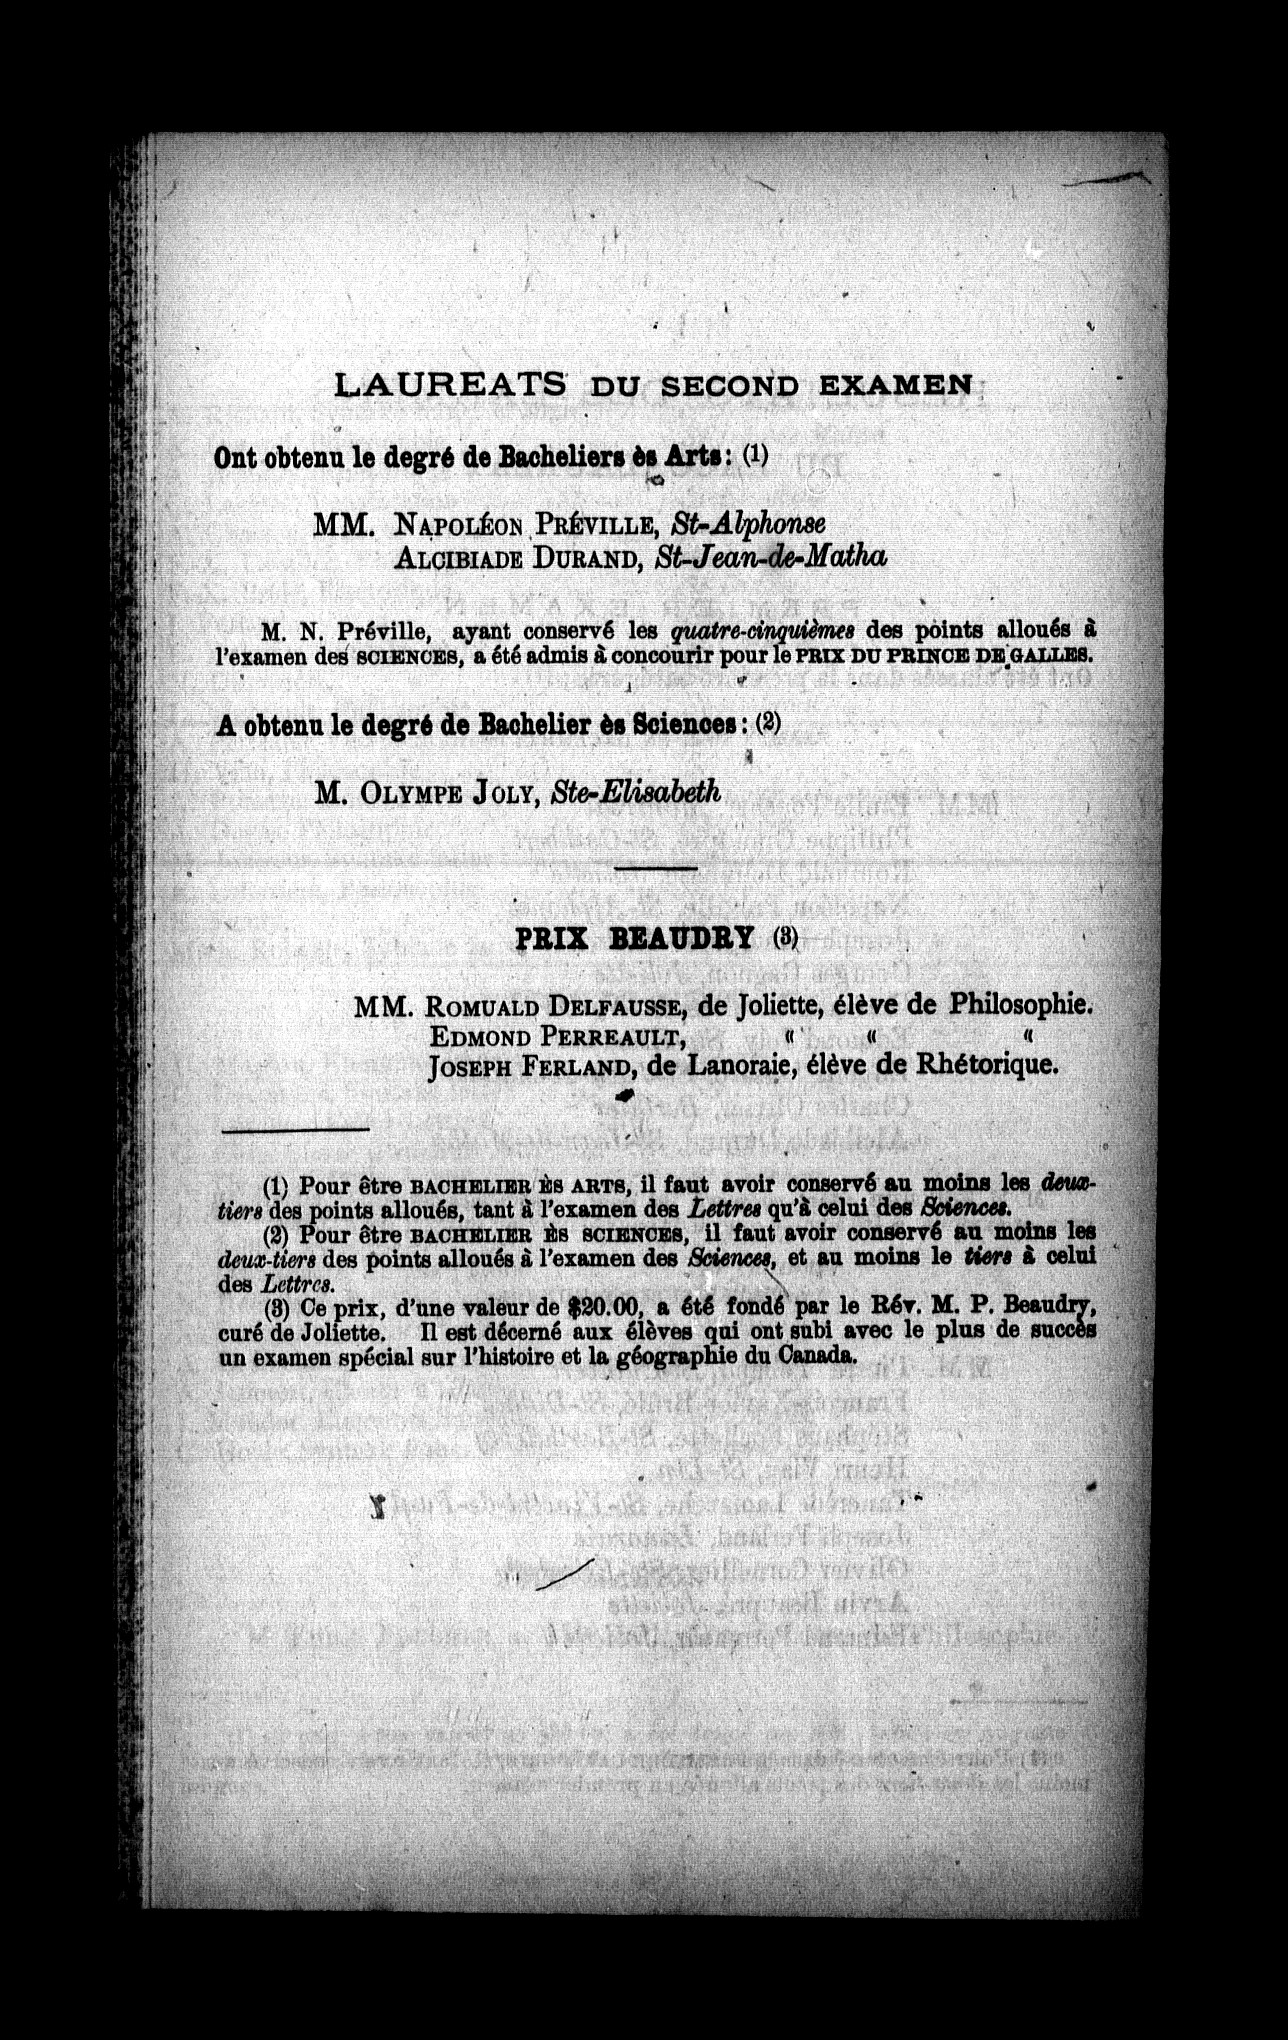 LAUREATS DU SECOND EXAMEN
Ont obtenu le degré de Bacheliers ès Arts : (1)
MM. NAPOLÉON PRÉVILLE, St-Alphonse
ALCIBIADE DURAND, St-Jean-de-Matha
M. N. Préville, ayant conservé les quatre-cinquièmes des points alloués à
l'examen des SCIENCES, a été admis à concourir pour le PRIX DU PRINCE DE GALLES.
A obtenu le degré de Bachelier ès Sciences : (2)
M. OLYMPE JOLY, Ste-Elisabeth
PRIX BEAUDRY (3)
MM. ROMUALD DELFAUSSE, de Joliette, élève de Philosophie.
EDMOND PERREAULT, “ “ “
JOSEPH FERLAND, de Lanoraie, élève de Rhétorique.
(1) Pour être BACHELIER ÈS ARTS, il faut avoir conservé au moins les deux-
tiers des points alloués, tant à l'examen des Lettres qu'à celui des Sciences.
(2) Pour être BACHELIER ÈS SCIENCES, il faut avoir conservé au moins les
deux-tiers des points alloués à l'examen des Sciences, et au moins le tiers à celui
des Lettres.
(3) Ce prix, d'une valeur de $20.00, a été fondé par le Rév. M. P. Beaudry,
curé de Joliette. Il est décerné aux élèves qui ont subi avec le plus de succès
un examen spécial sur l'histoire et la géographie du Canada.